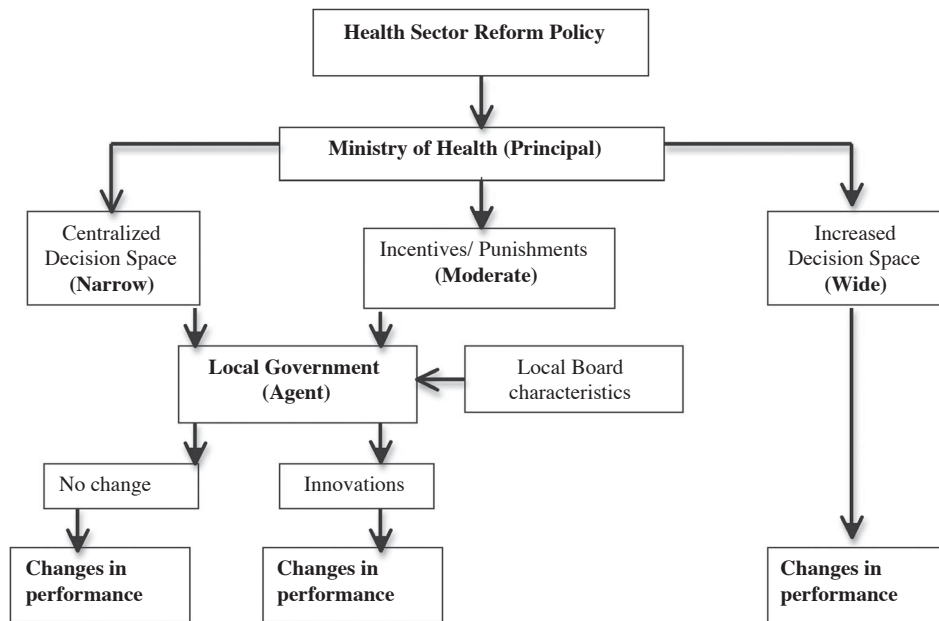 Health Sector Reform Policy
Ministry of Health (Principal)
Centralized
Decision Space
(Narrow)
Incentives/ Punishments
(Moderate)
Increased
Decision Space
(Wide)
Local Government
(Agent)
Local Board
characteristics
No change
Innovations
Changes in
performance
Changes in
performance
Changes in
performance